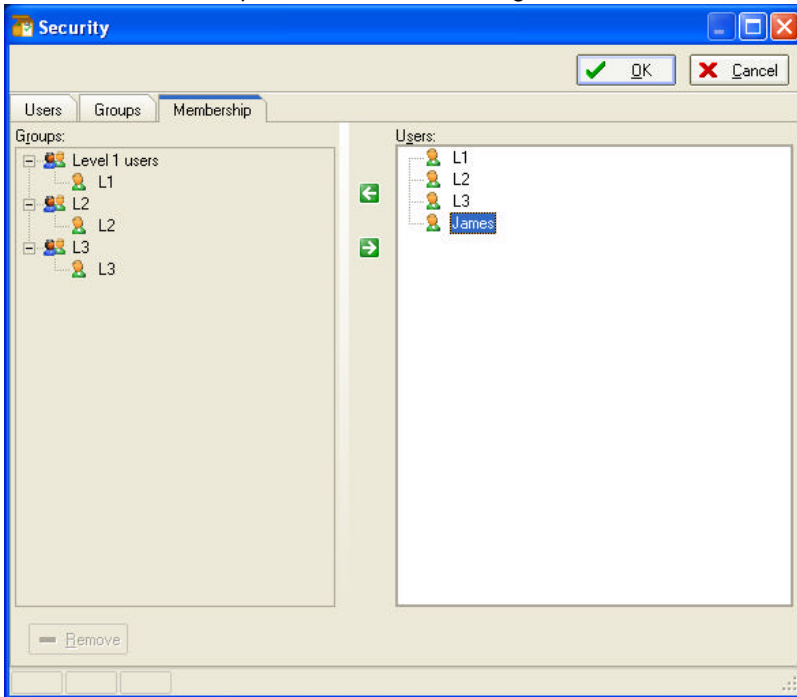 Security
OK Cancel
Users Groups Membership
Groups:
Level 1 users
L1
L2
L2
L3
L3
Users:
L1
L2
L3
James
Remove